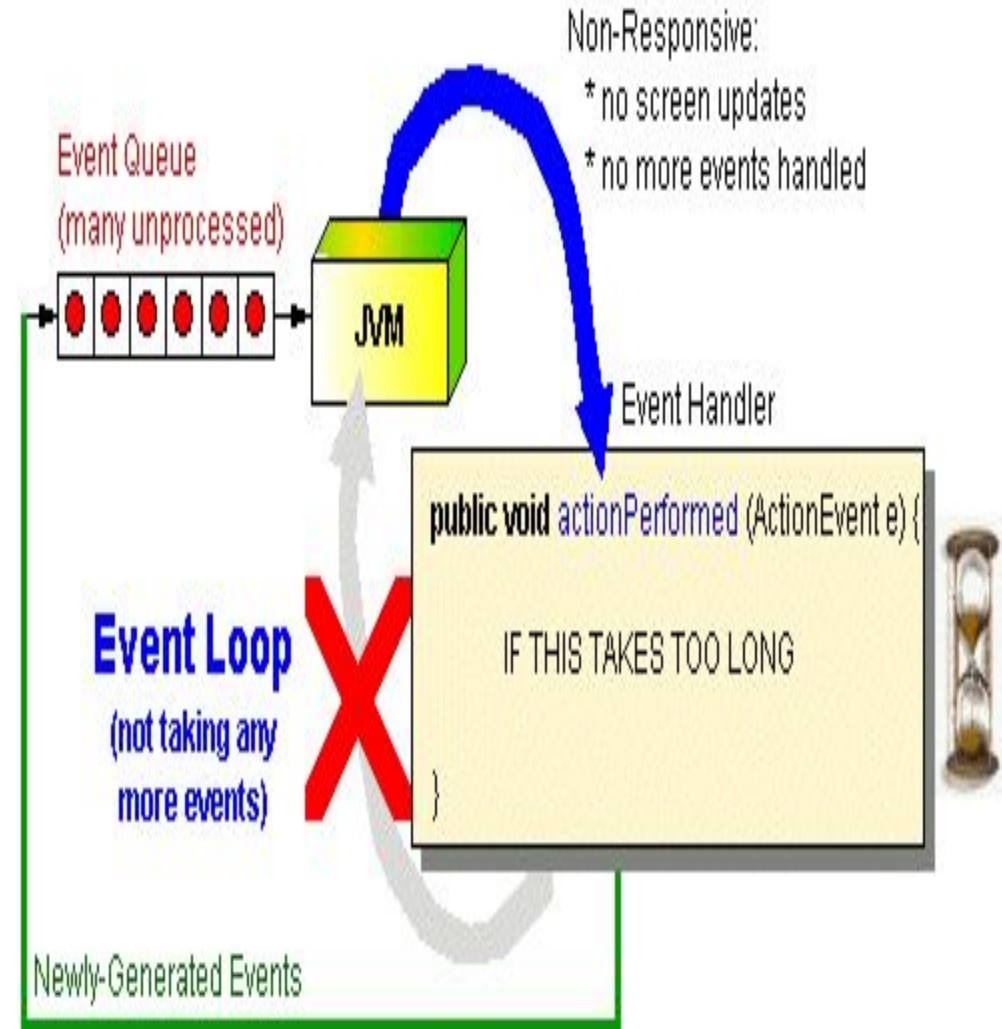 Non-Responsive:
* no screen updates
* no more events handled
Event Queue
(many unprocessed)
JVM
Event Handler
public void actionPerformed (ActionEvent e) {
IF THIS TAKES TOO LONG
}
Event Loop
(not taking any
more events)
Newly-Generated Events